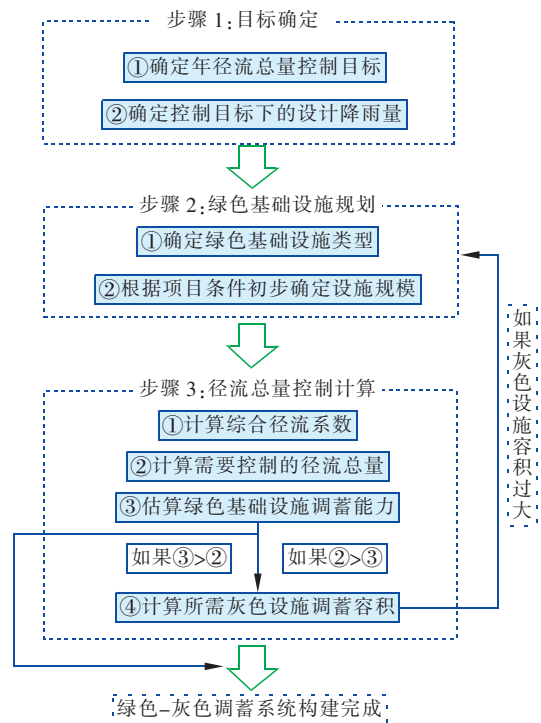 步骤 1:目标确定
①确定年径流总量控制目标
②确定控制目标下的设计降雨量
步骤 2:绿色基础设施规划
①确定绿色基础设施类型
②根据项目条件初步确定设施规模
如果灰色设施容积过大
步骤 3:径流总量控制计算
①计算综合径流系数
②计算需要控制的径流总量
③估算绿色基础设施调蓄能力
如果③>②
如果②>③
④计算所需灰色设施调蓄容积
绿色-灰色调蓄系统构建完成